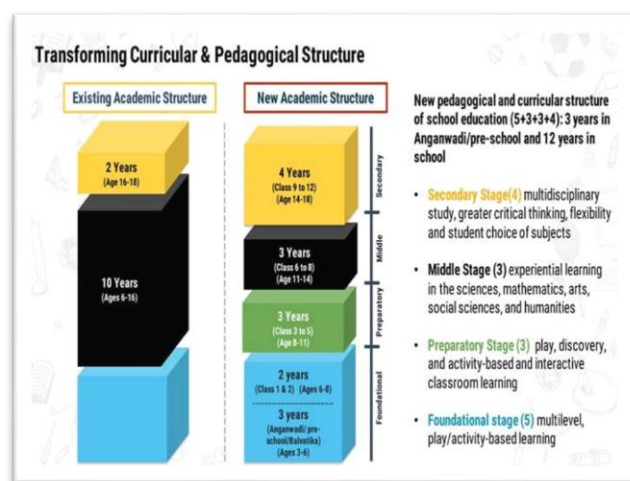 Transforming Curricular & Pedagogical Structure
Existing Academic Structure
2 Years
(Age 16-18)
10 Years
(Ages 6-16)
New Academic Structure
4 Years
(Class 9 to 12)
(Age 14-18)
3 Years
(Class 6 to 8)
(Age 11-14)
3 Years
(Class 3 to 5)
(Age 8-11)
2 years
(Class 1 & 2) (Ages 6-8)
3 years
(Anganwadi/ pre-
school/Balvatika)
(Ages 3-6)
Secondary
Middle
Preparatory
Foundational
New pedagogical and curricular structure
of school education (5+3+3+4): 3 years in
Anganwadi/pre-school and 12 years in
school
• Secondary Stage(4) multidisciplinary
study, greater critical thinking, flexibility
and student choice of subjects
• Middle Stage (3) experiential learning
in the sciences, mathematics, arts,
social sciences, and humanities
• Preparatory Stage (3) play, discovery,
and activity-based and interactive
classroom learning
• Foundational stage (5) multilevel,
play/activity-based learning